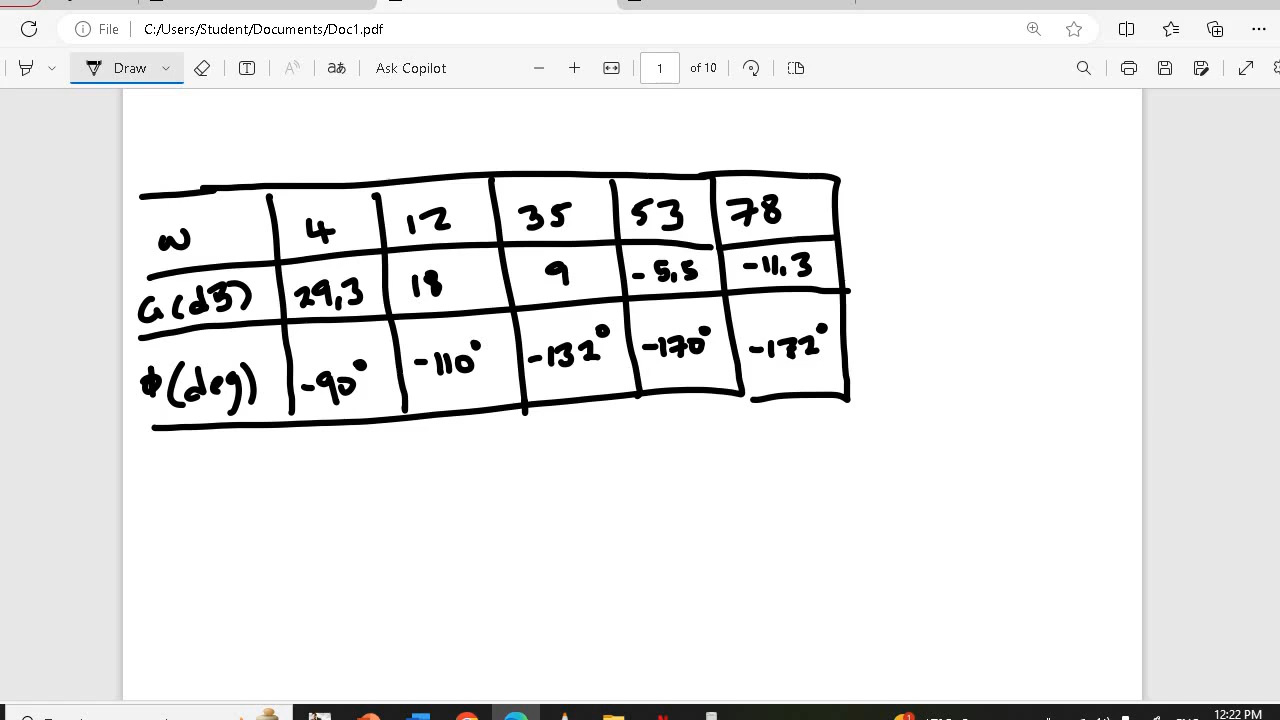 File C:/Users/Student/Documents/Doc1.pdf
Draw Ask Copilot 1 of 10
ω 4 12 35 53 78
G(dB) 29,3 18 9 -5,5 -11,3
Φ(deg) -90° -110° -132° -170° -172°
12:22 PM